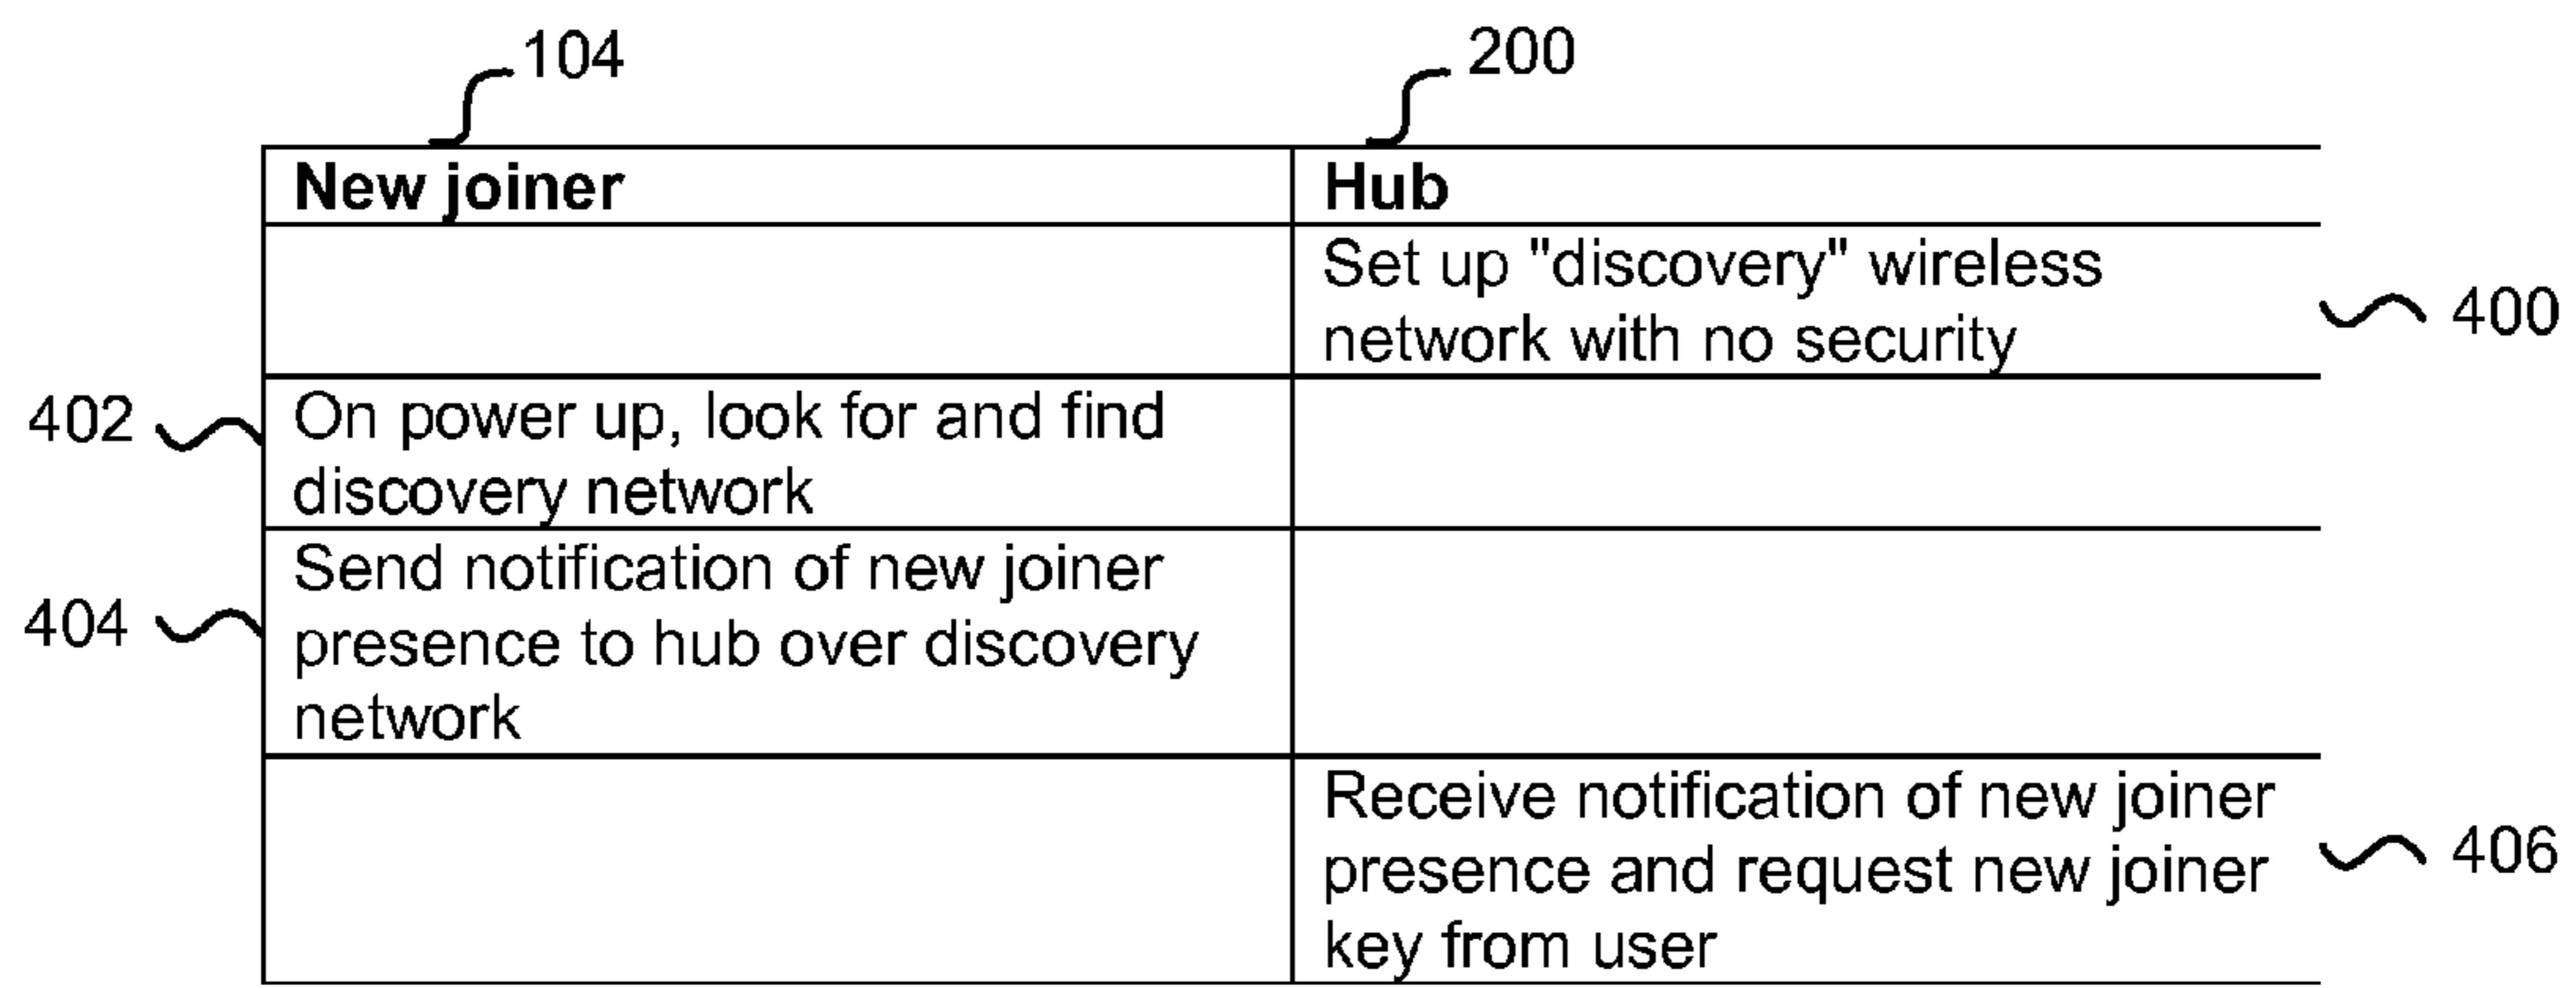 104
200
New joiner
Hub
Set up "discovery" wireless
network with no security
400
402
On power up, look for and find
discovery network
404
Send notification of new joiner
presence to hub over discovery
network
Receive notification of new joiner
presence and request new joiner
key from user
406